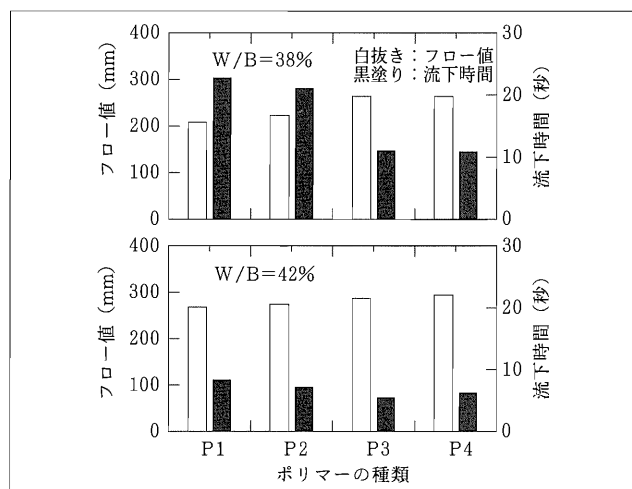 400
300
200
100
0
フロー値 (mm)
W/B=38%
白抜き:フロー値
黒塗り:流下時間
30
20
10
0
流下時間 (秒)
400
300
200
100
0
フロー値 (mm)
W/B=42%
30
20
10
0
流下時間 (秒)
P1 P2 P3 P4
ポリマーの種類